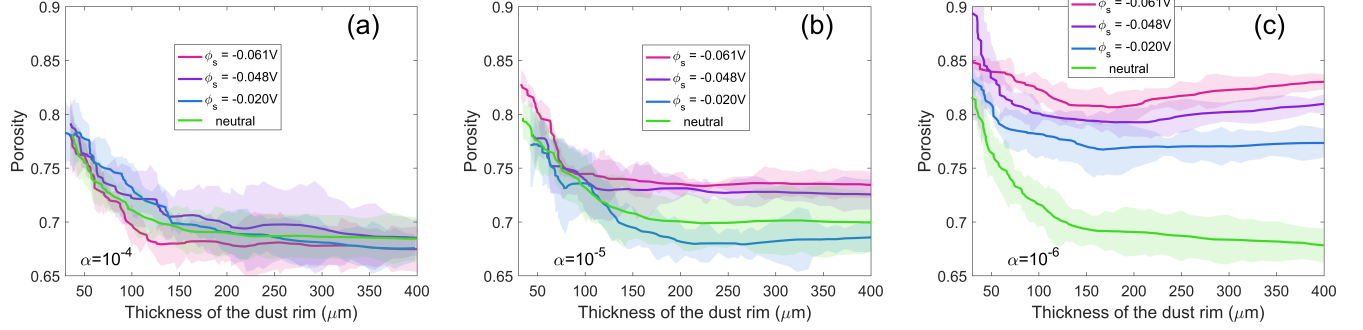 (a)
0.9
0.85
0.8
0.75
0.7
0.65
Porosity
ϕs = -0.061V
ϕs = -0.048V
ϕs = -0.020V
neutral
α=10-4
50 100 150 200 250 300 350 400
Thickness of the dust rim (μm)
(b)
0.9
0.85
0.8
0.75
0.7
0.65
Porosity
ϕs = -0.061V
ϕs = -0.048V
ϕs = -0.020V
neutral
α=10-5
50 100 150 200 250 300 350 400
Thickness of the dust rim (μm)
(c)
0.9
0.85
0.8
0.75
0.7
0.65
Porosity
ϕs = -0.061V
ϕs = -0.048V
ϕs = -0.020V
neutral
α=10-6
50 100 150 200 250 300 350 400
Thickness of the dust rim (μm)